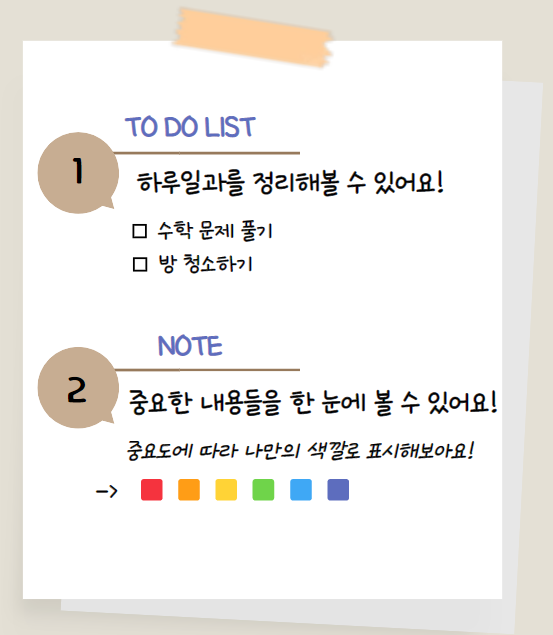 TO DO LIST
1
하루일과를 정리해볼 수 있어요!
수학 문제 풀기
방 청소하기
NOTE
2
중요한 내용들을 한 눈에 볼 수 있어요!
중요도에 따라 나만의 색깔로 표시해보아요!
->